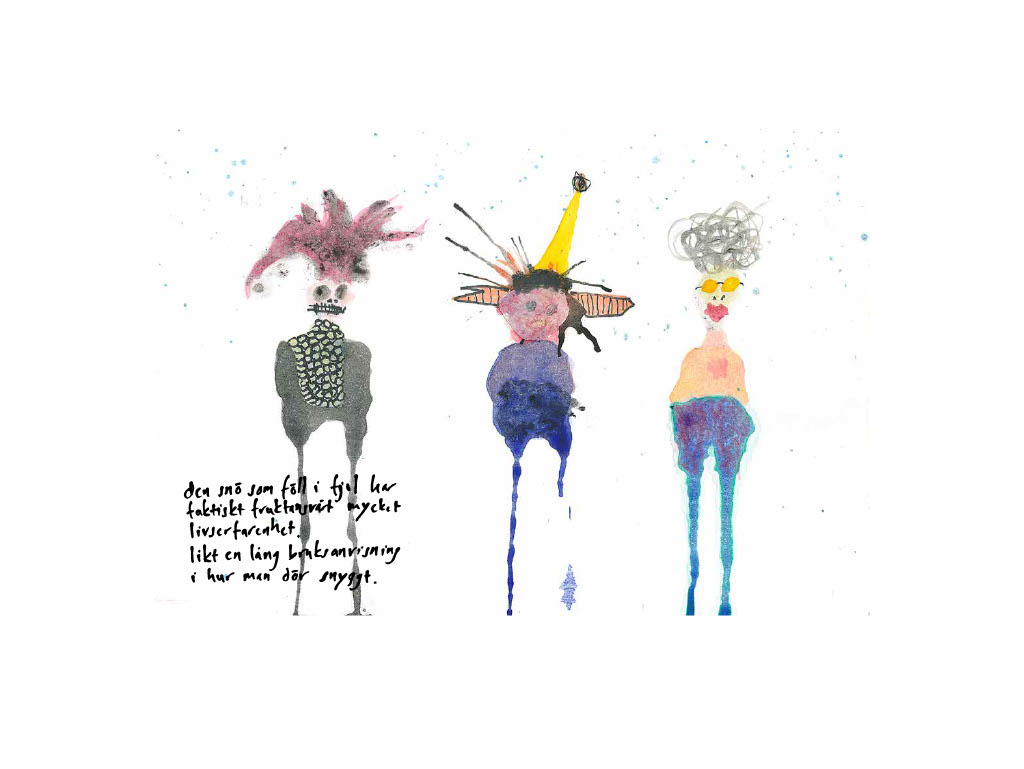 den snö som föll i fjol har
faktiskt fruktansvärt mycket
livserfarenhet.
likt en lång bruksanvisning
i hur man dör snyggt.